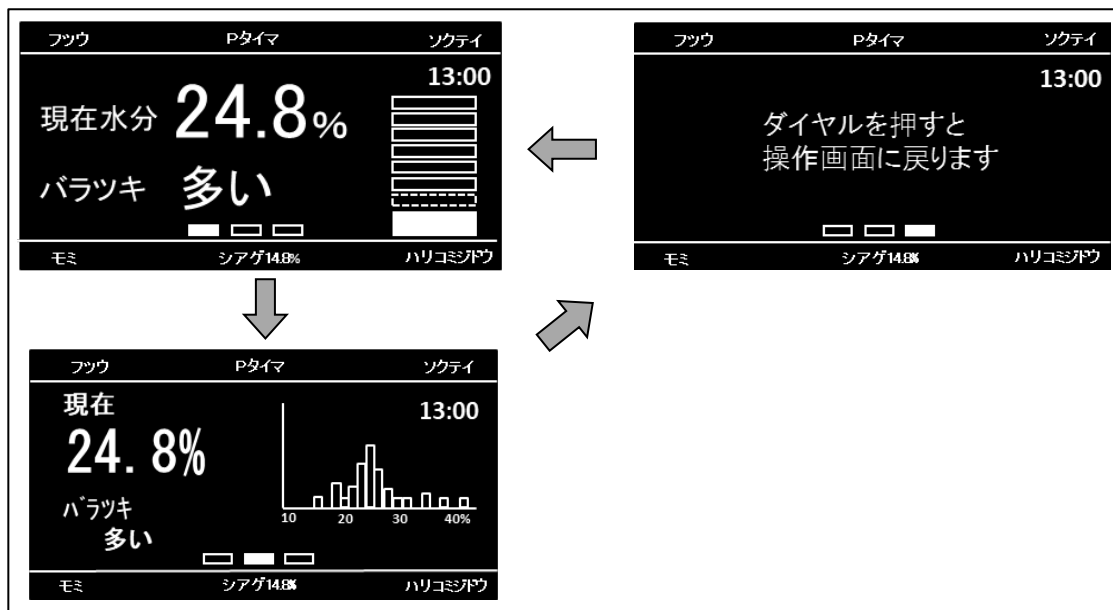 フツウ Pタイマ ソクテイ
13:00
現在水分 24.8%
バラツキ 多い
モミ シアゲ14.8% ハリコミジドウ
フツウ Pタイマ ソクテイ
13:00
ダイヤルを押すと
操作画面に戻ります
モミ シアゲ14.8% ハリコミジドウ
フツウ Pタイマ ソクテイ
現在
13:00
24.8%
バラツキ
多い
10 20 30 40%
モミ シアゲ14.8% ハリコミジドウ